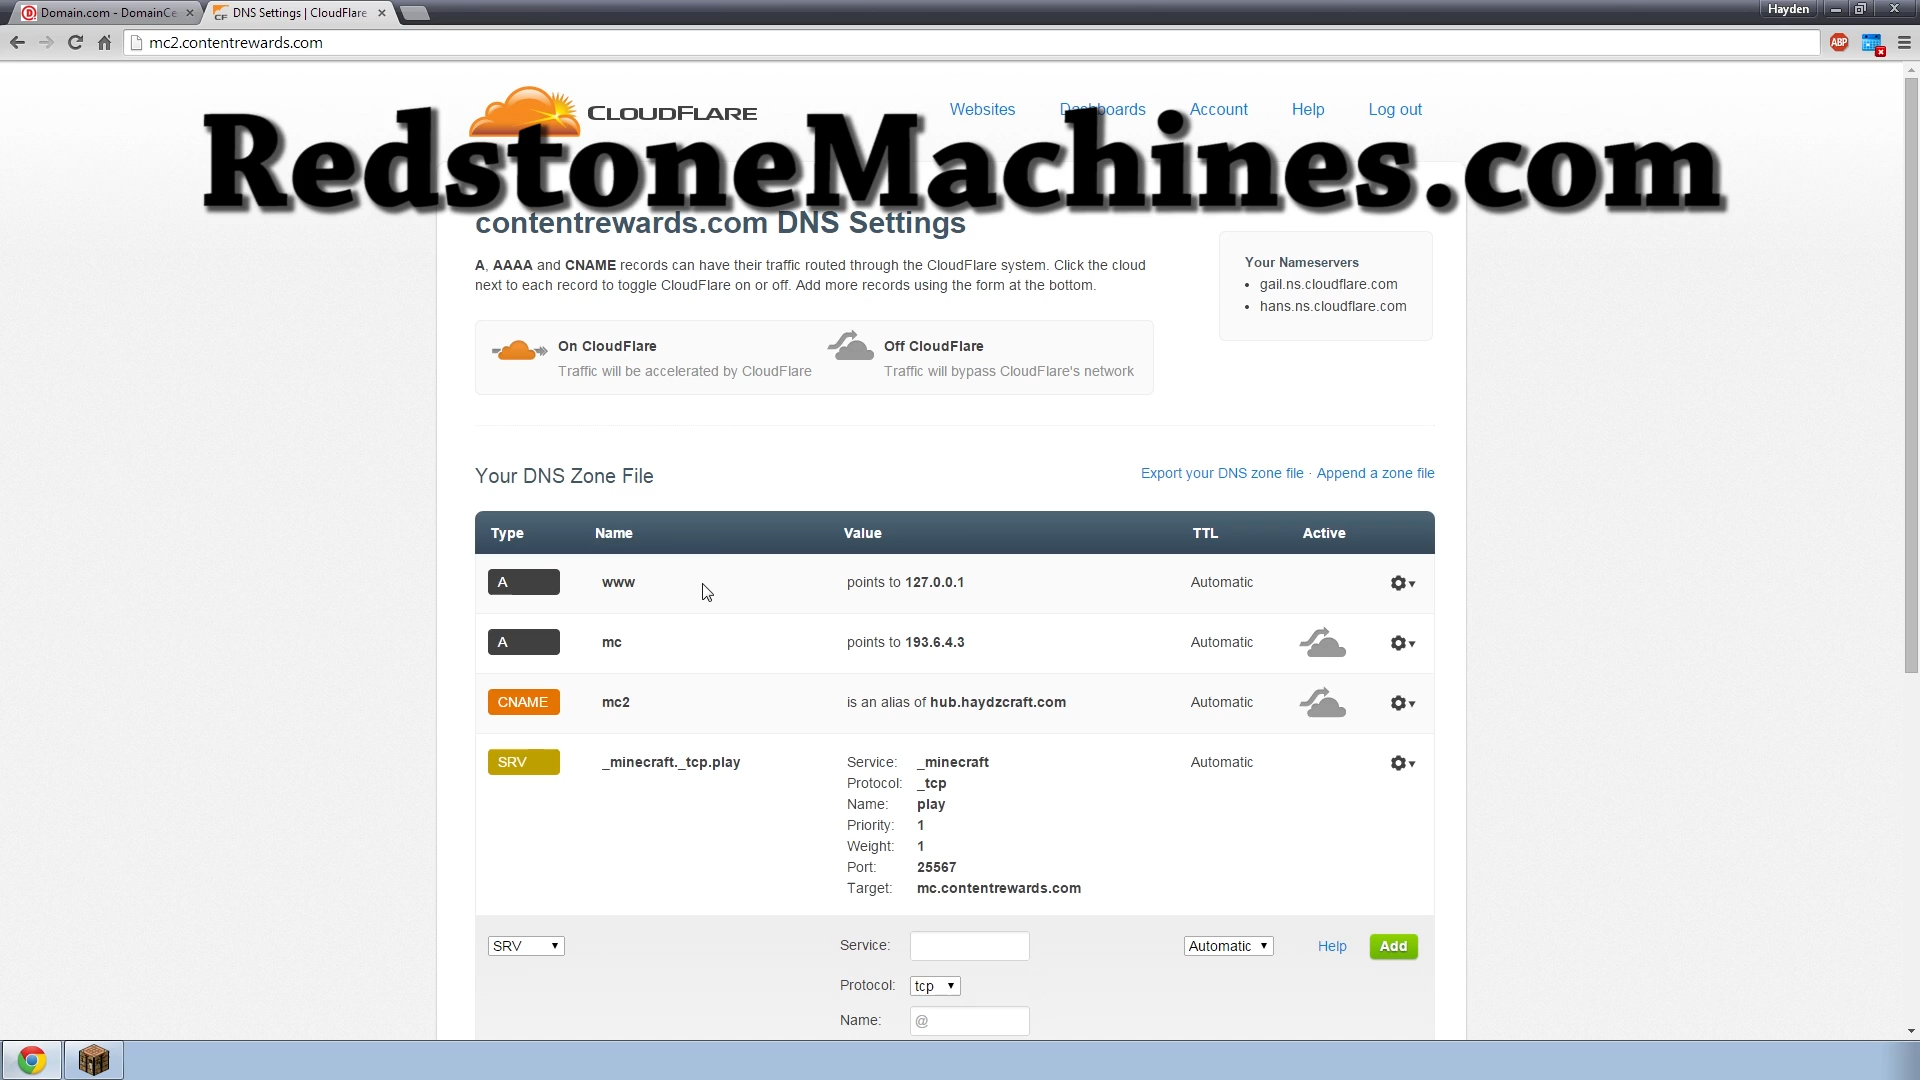 Domain.com - DomainCe
DNS Settings | CloudFlare
Hayden
mc2.contentrewards.com
ABP
CLOUDFLARE
Websites
Dashboards
Account
Help
Log out
RedstoneMachines.com
contentrewards.com DNS Settings
A, AAAA and CNAME records can have their traffic routed through the CloudFlare system. Click the cloud
next to each record to toggle CloudFlare on or off. Add more records using the form at the bottom.
Your Nameservers
• gail.ns.cloudflare.com
• hans.ns.cloudflare.com
On CloudFlare
Traffic will be accelerated by CloudFlare
Off CloudFlare
Traffic will bypass CloudFlare's network
Your DNS Zone File
Export your DNS zone file · Append a zone file
Type Name Value TTL Active
A www points to 127.0.0.1 Automatic
A mc points to 193.6.4.3 Automatic
CNAME mc2 is an alias of hub.haydzcraft.com Automatic
SRV _minecraft._tcp.play Service: _minecraft Automatic
Protocol: _tcp
Name: play
Priority: 1
Weight: 1
Port: 25567
Target: mc.contentrewards.com
SRV Service: Automatic Help Add
Protocol: tcp
Name: @